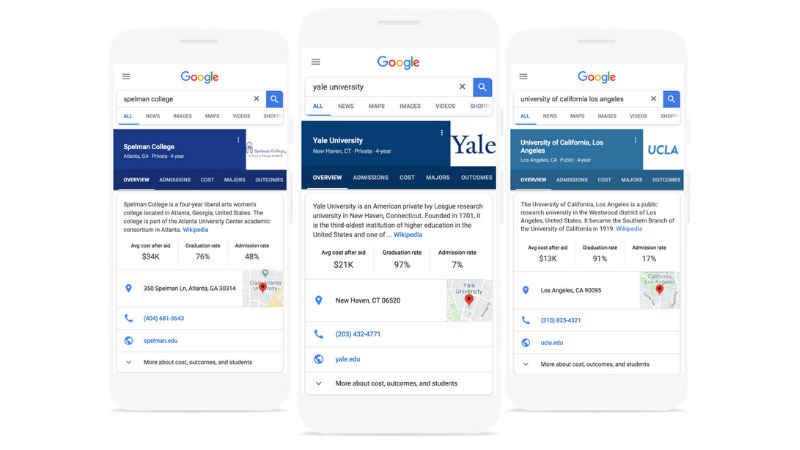 Google
spelman college
ALL NEWS IMAGES MAPS VIDEOS
Spelman College
Atlanta, GA · Private · 4-year
Spelman College
OVERVIEW ADMISSIONS COST MAJORS OUTCOMES
Spelman College is a four-year liberal arts women's
college located in Atlanta, Georgia, United States. The
college is part of the Atlanta University Center academic
consortium in Atlanta. Wikipedia
Avg cost after aid Graduation rate Admission rate
$34K 76% 48%
350 Spelman Ln, Atlanta, GA 30314
(404) 681-3643
spelman.edu
More about cost, outcomes, and students
Google
yale university
ALL NEWS MAPS IMAGES VIDEOS
Yale University
New Haven, CT · Private · 4-year
Yale
OVERVIEW ADMISSIONS COST MAJORS OUTCOMES
Yale University is an American private Ivy League research
university in New Haven, Connecticut. Founded in 1701, it
is the third-oldest institution of higher education in the
United States and one of ... Wikipedia
Avg cost after aid Graduation rate Admission rate
$21K 97% 7%
New Haven, CT 06520
Yale
University
(203) 432-4771
yale.edu
More about cost, outcomes, and students
Google
university of california los angeles
ALL NEWS MAPS IMAGES VIDEOS
University of California, Los
Angeles
Los Angeles, CA · Public · 4-year
UCLA
OVERVIEW ADMISSIONS COST MAJORS OUTCOMES
The University of California, Los Angeles is a public
research university in the Westwood district of Los
Angeles, United States. It became the Southern Branch of
the University of California in 1919. Wikipedia
Avg cost after aid Graduation rate Admission rate
$13K 91% 17%
Los Angeles, CA 90095
(310) 825-4321
ucla.edu
More about cost, outcomes, and students